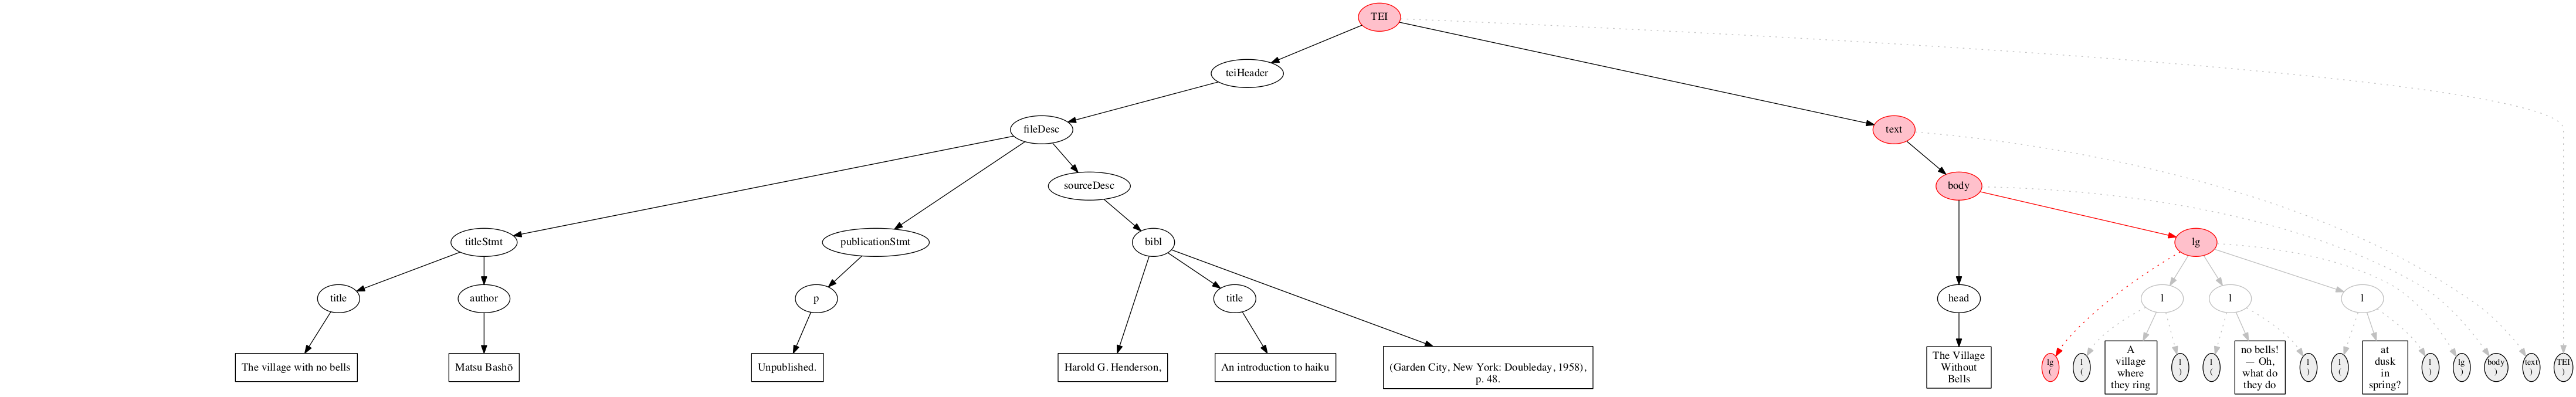 TEI
teiHeader
fileDesc
text
sourceDesc
body
titleStmt
publicationStmt
bibl
lg
title
author
p
title
head
l
l
l
The village with no bells
Matsu Bashō
Unpublished.
Harold G. Henderson,
An introduction to haiku
(Garden City, New York: Doubleday, 1958),
p. 48.
The Village
Without
Bells
lg
(
l
(
A
village
where
they ring
l
)
l
(
no bells!
— Oh,
what do
they do
l
)
l
(
at
dusk
in
spring?
l
)
lg
)
body
)
text
)
TEI
)